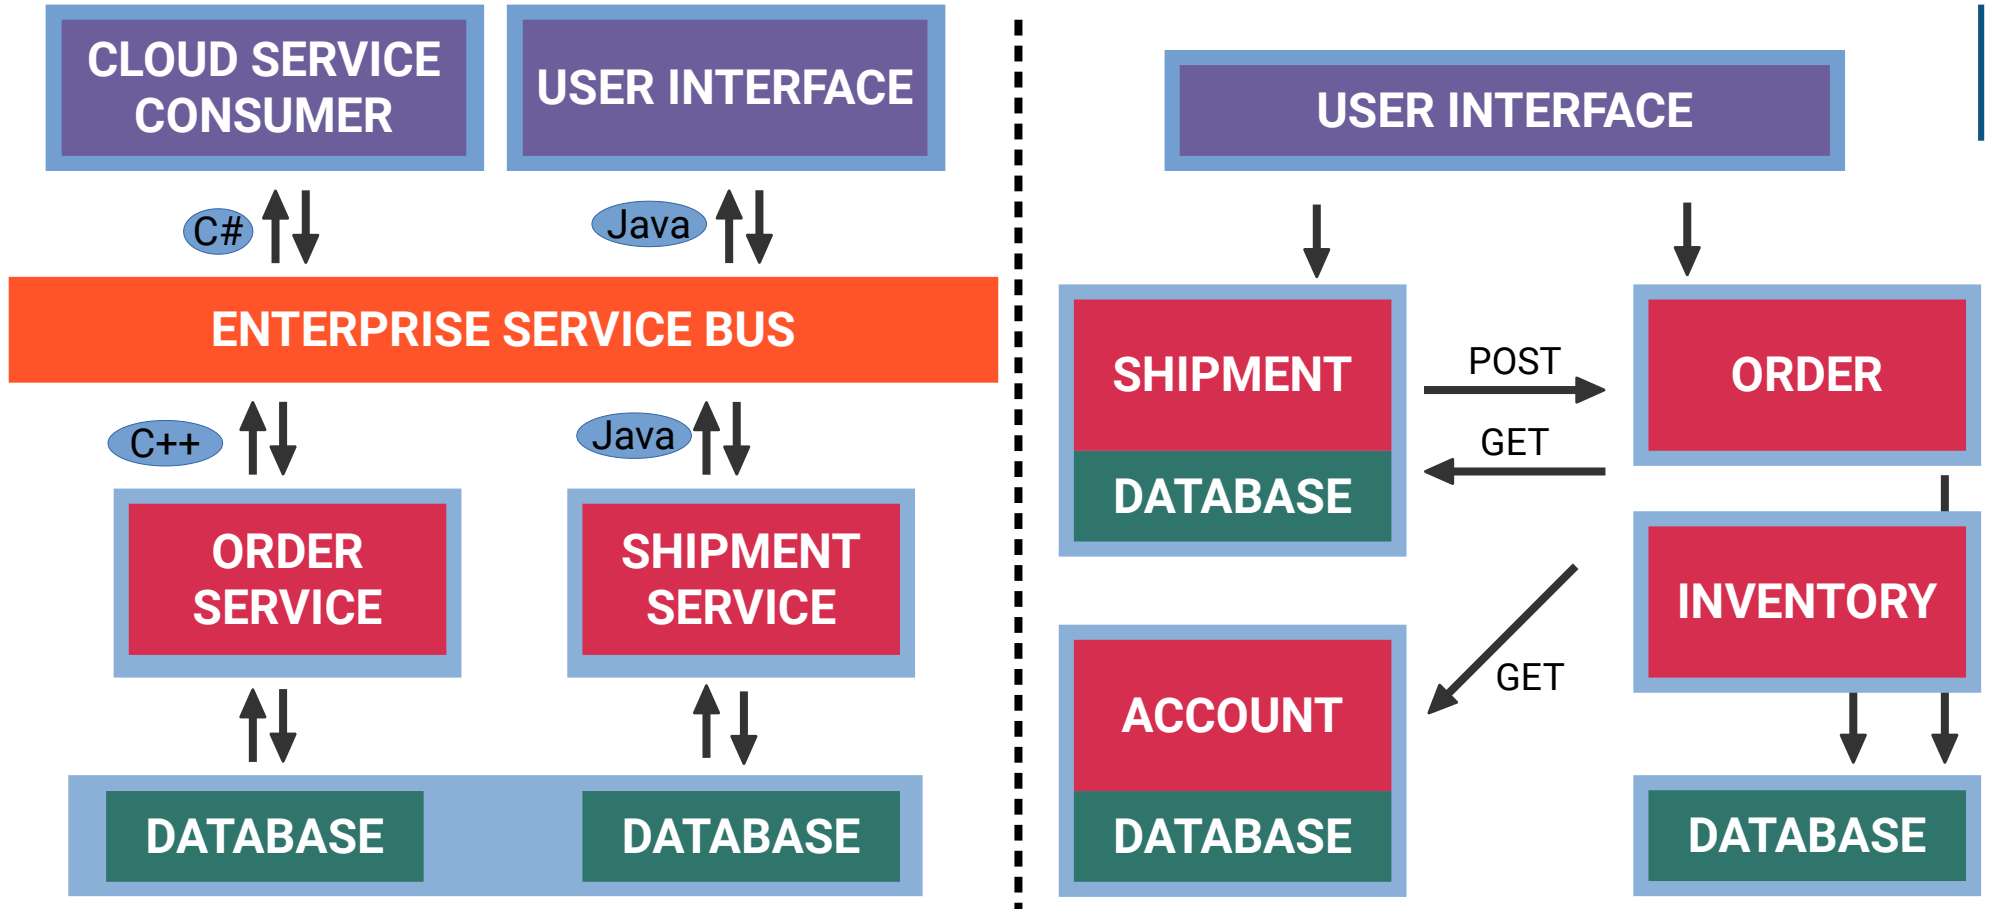 CLOUD SERVICE
CONSUMER
USER INTERFACE
C#
Java
ENTERPRISE SERVICE BUS
C++
Java
ORDER
SERVICE
SHIPMENT
SERVICE
DATABASE
DATABASE
USER INTERFACE
SHIPMENT
DATABASE
POST
GET
ORDER
INVENTORY
GET
ACCOUNT
DATABASE
DATABASE